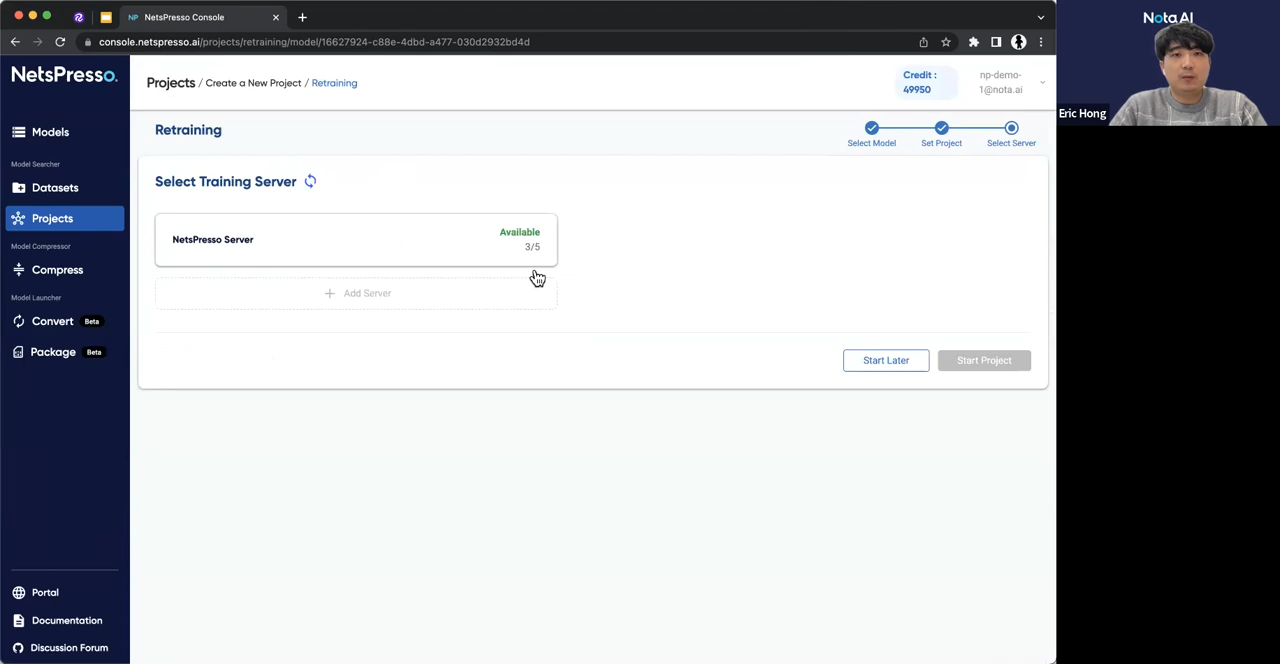 NetsPresso Console
console.netspresso.ai/projects/retraining/model/16627924-c88e-4dbd-a477-030d2932bd4d
NetsPresso.
Models
Model Searcher
Datasets
Projects
Model Compressor
Compress
Model Launcher
Convert Beta
Package Beta
Portal
Documentation
Discussion Forum
Projects / Create a New Project / Retraining
Credit :
49950
np-demo-
1@nota.ai
Retraining
Select Model
Set Project
Select Server
Select Training Server
NetsPresso Server
Available
3/5
+ Add Server
Start Later
Start Project
Nota AI
Eric Hong